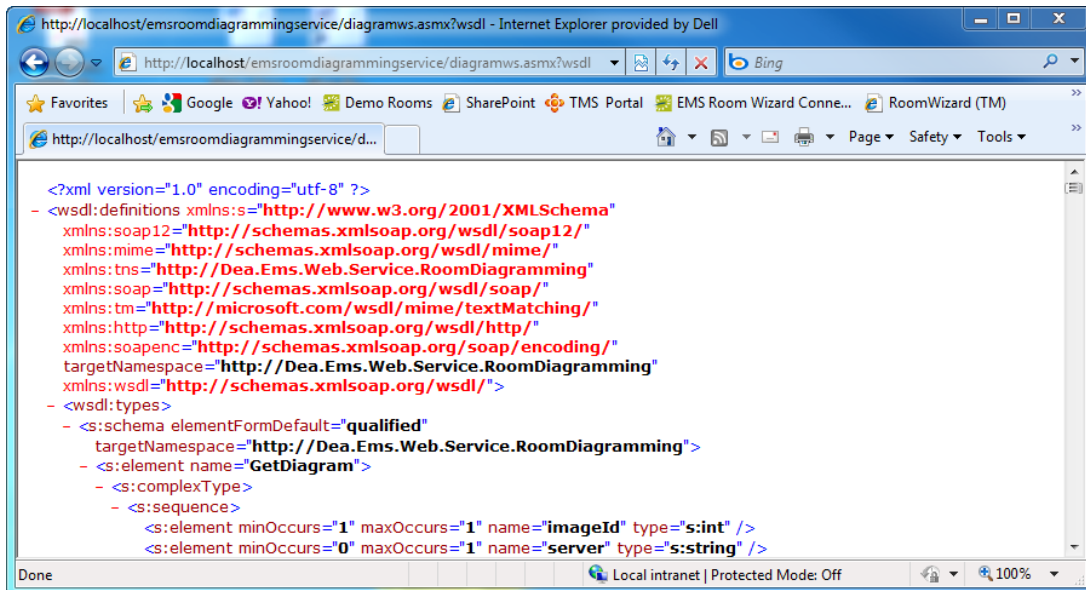 http://localhost/emsroomdiagrammingservice/diagramws.asmx?wsdl - Internet Explorer provided by Dell
http://localhost/emsroomdiagrammingservice/diagramws.asmx?wsdl
Bing
Favorites Google Yahoo! Demo Rooms SharePoint TMS Portal EMS Room Wizard Conne... RoomWizard (TM) »
http://localhost/emsroomdiagrammingservice/d... Page Safety Tools »
<?xml version="1.0" encoding="utf-8" ?>
- <wsdl:definitions xmlns:s="http://www.w3.org/2001/XMLSchema"
xmlns:soap12="http://schemas.xmlsoap.org/wsdl/soap12/"
xmlns:mime="http://schemas.xmlsoap.org/wsdl/mime/"
xmlns:tns="http://Dea.Ems.Web.Service.RoomDiagramming"
xmlns:soap="http://schemas.xmlsoap.org/wsdl/soap/"
xmlns:tm="http://microsoft.com/wsdl/mime/textMatching/"
xmlns:http="http://schemas.xmlsoap.org/wsdl/http/"
xmlns:soapenc="http://schemas.xmlsoap.org/soap/encoding/"
targetNamespace="http://Dea.Ems.Web.Service.RoomDiagramming"
xmlns:wsdl="http://schemas.xmlsoap.org/wsdl/">
- <wsdl:types>
- <s:schema elementFormDefault="qualified"
targetNamespace="http://Dea.Ems.Web.Service.RoomDiagramming">
- <s:element name="GetDiagram">
- <s:complexType>
- <s:sequence>
<s:element minOccurs="1" maxOccurs="1" name="imageId" type="s:int" />
<s:element minOccurs="0" maxOccurs="1" name="server" type="s:string" />
Done Local intranet | Protected Mode: Off 100%